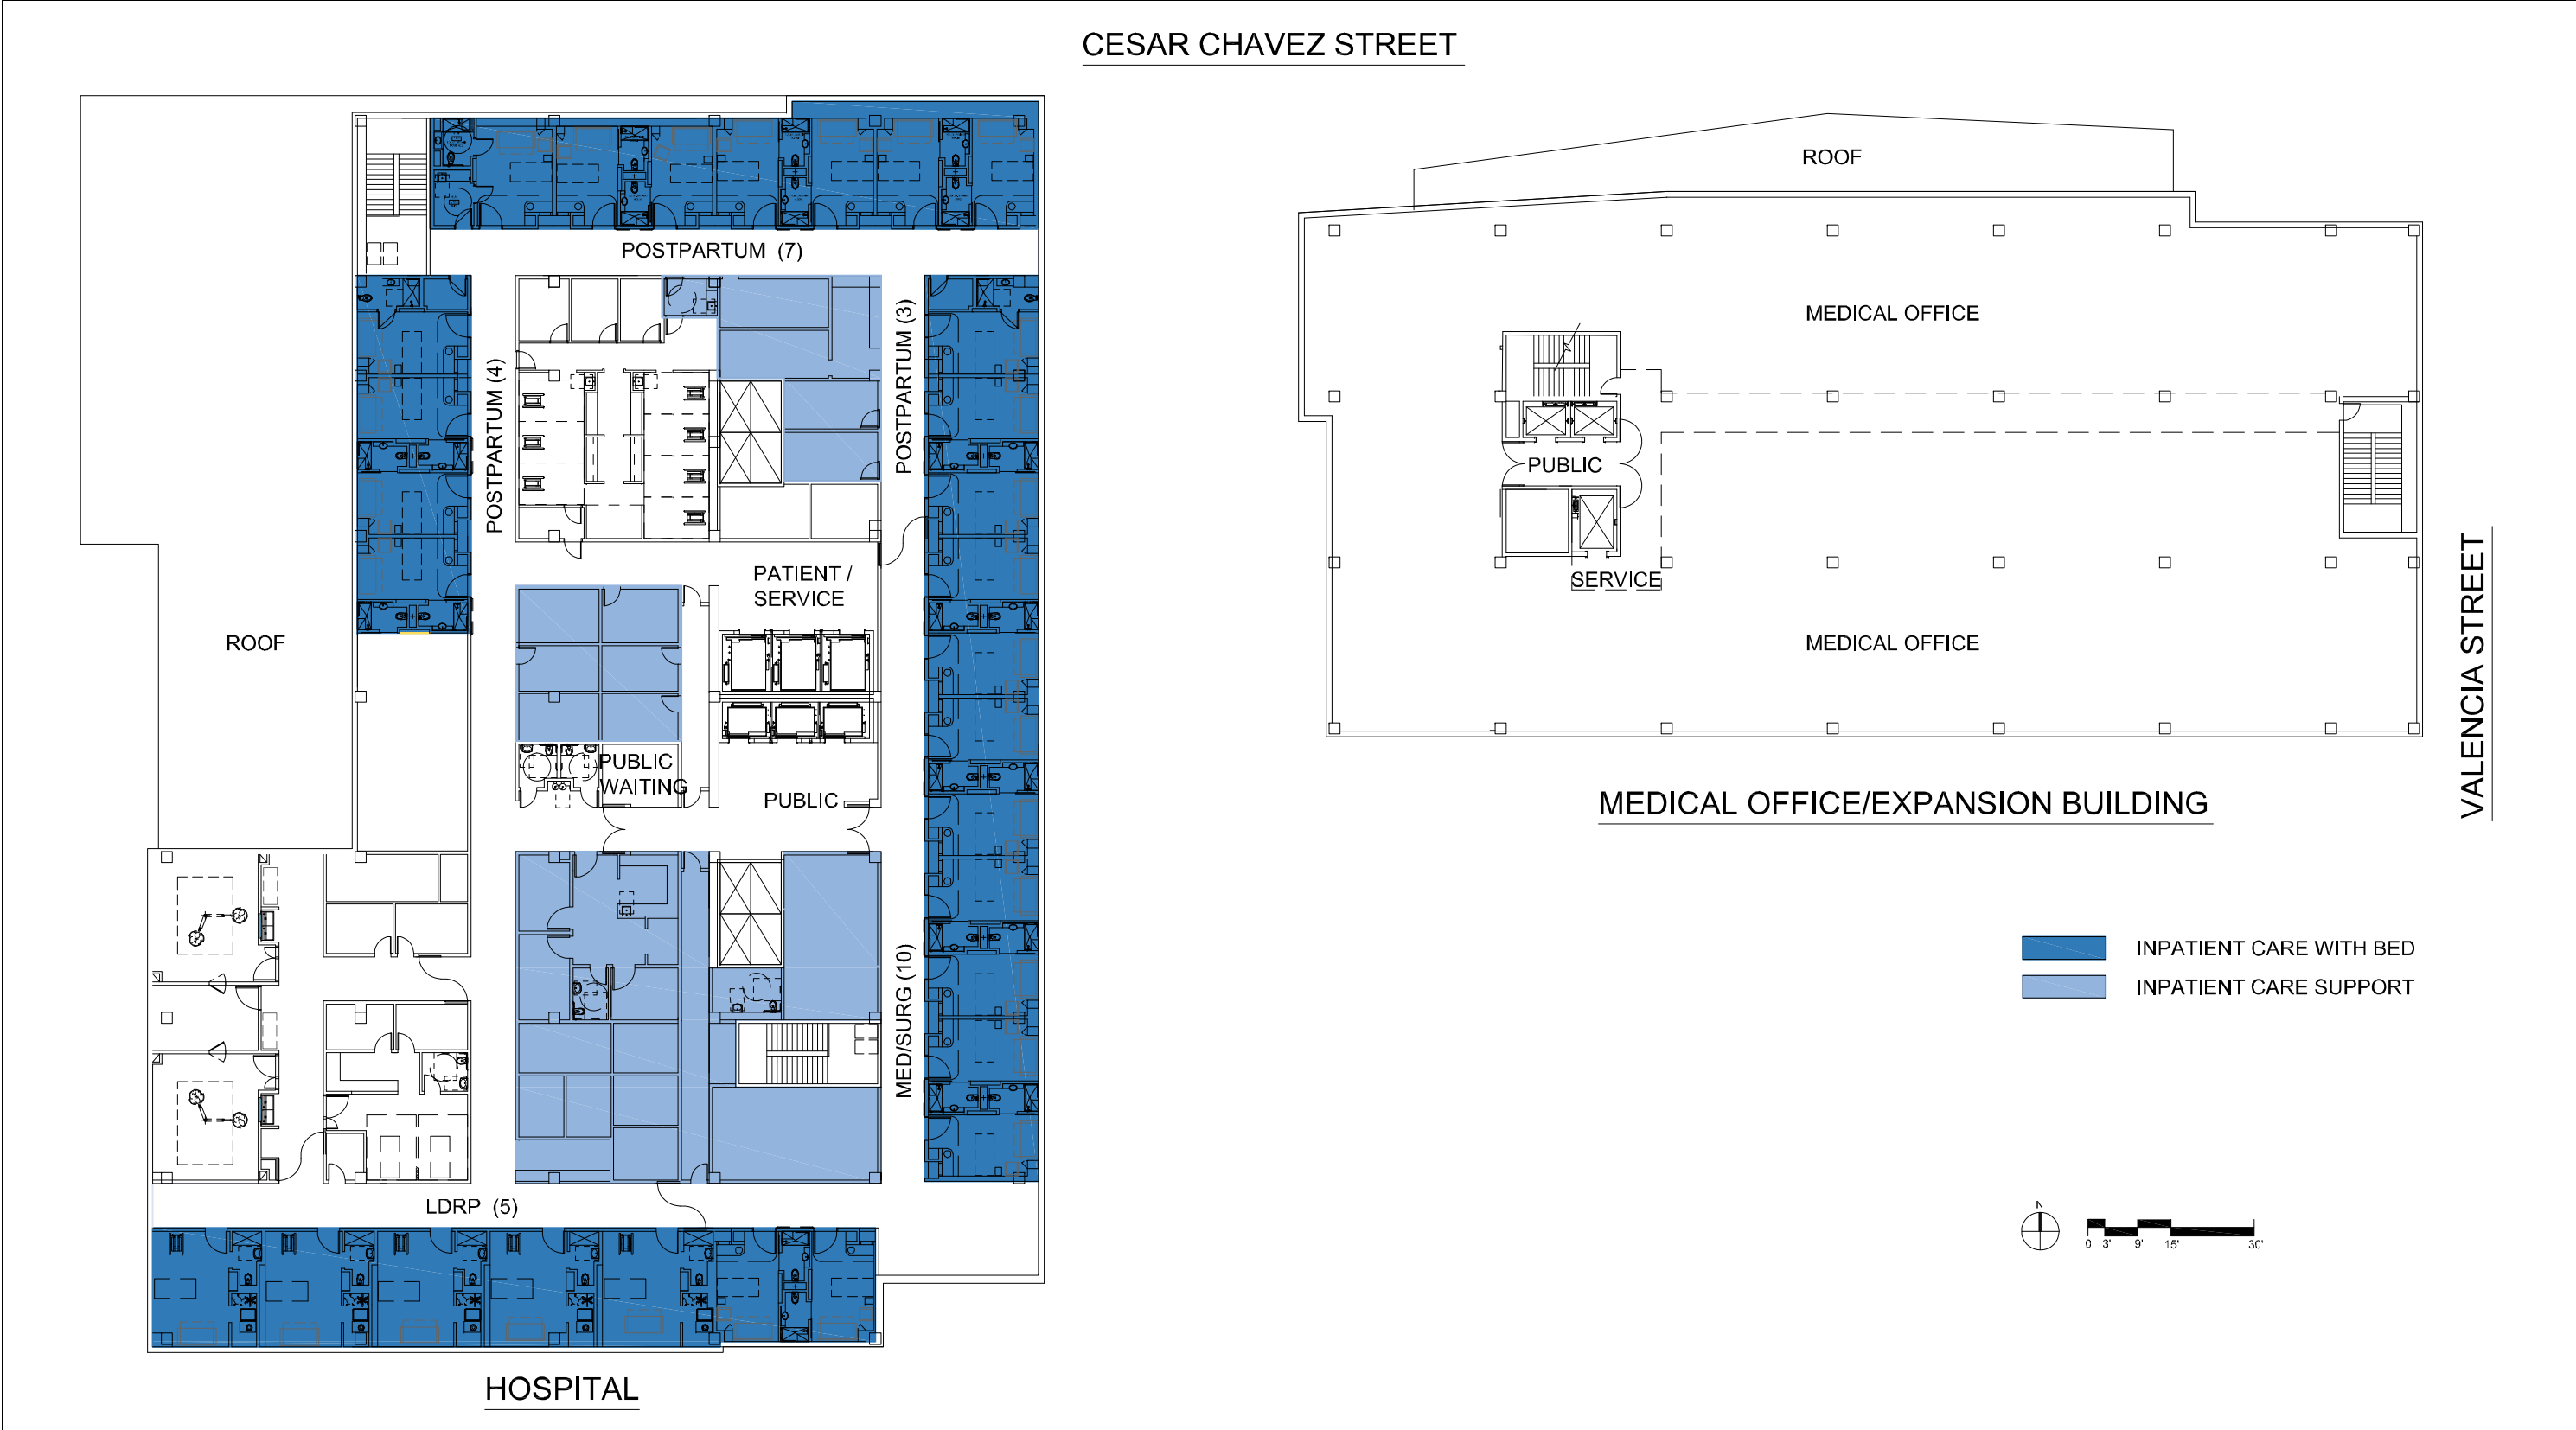 CESAR CHAVEZ STREET
ROOF
POSTPARTUM (7)
MEDICAL OFFICE
POSTPARTUM (3)
POSTPARTUM (4)
PUBLIC
PATIENT /
SERVICE
SERVICE
ROOF
MEDICAL OFFICE
VALENCIA STREET
PUBLIC
WAITING
PUBLIC
MEDICAL OFFICE/EXPANSION BUILDING
MED/SURG (10)
INPATIENT CARE WITH BED
INPATIENT CARE SUPPORT
LDRP (5)
N
0 3' 9' 15' 30'
HOSPITAL